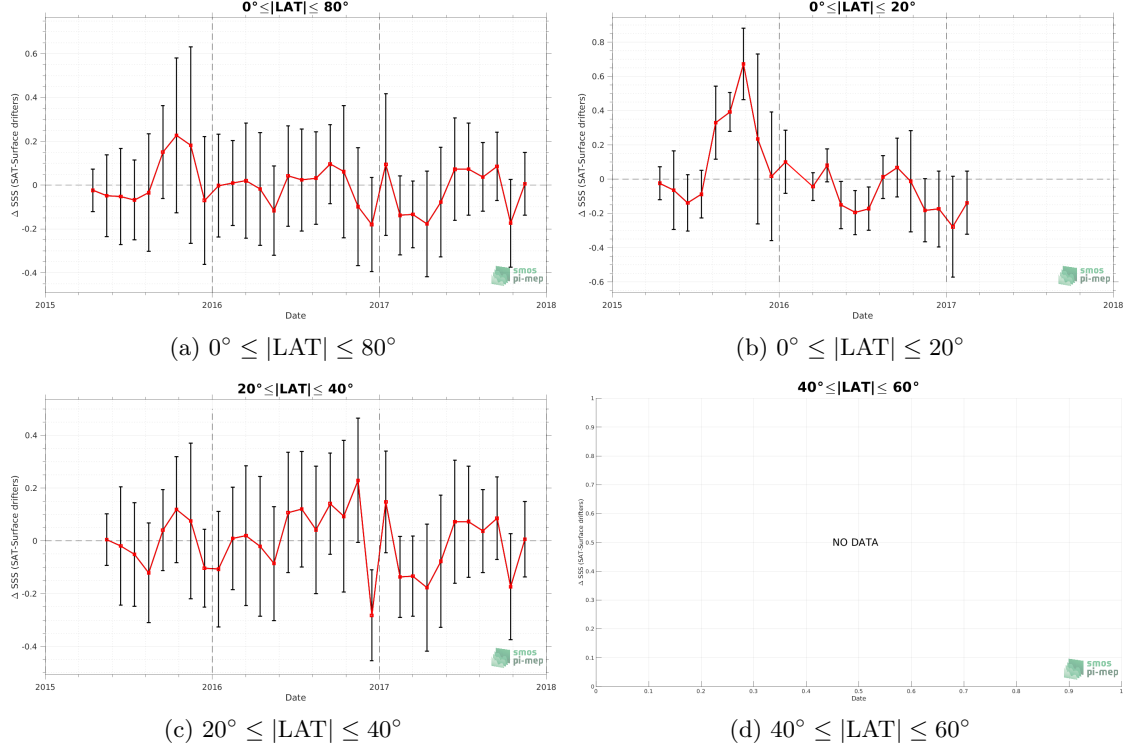 0°≤|LAT|≤ 80°
0.6
0.4
0.2
0
-0.2
-0.4
Δ SSS (SAT-Surface drifters)
2015
2016
2017
2018
Date
smos
pi-mep
(a) 0° ≤ |LAT| ≤ 80°
0°≤|LAT|≤ 20°
0.8
0.6
0.4
0.2
0
-0.2
-0.4
-0.6
Δ SSS (SAT-Surface drifters)
2015
2016
2017
2018
Date
smos
pi-mep
(b) 0° ≤ |LAT| ≤ 20°
20°≤|LAT|≤ 40°
0.4
0.2
0
-0.2
-0.4
Δ SSS (SAT-Surface drifters)
2015
2016
2017
2018
Date
smos
pi-mep
(c) 20° ≤ |LAT| ≤ 40°
40°≤|LAT|≤ 60°
1
0.9
0.8
0.7
0.6
0.5
0.4
0.3
0.2
0.1
0
Δ SSS (SAT-Surface drifters)
NO DATA
0
0.1
0.2
0.3
0.4
0.5
0.6
0.7
0.8
0.9
1
Date
smos
pi-mep
(d) 40° ≤ |LAT| ≤ 60°